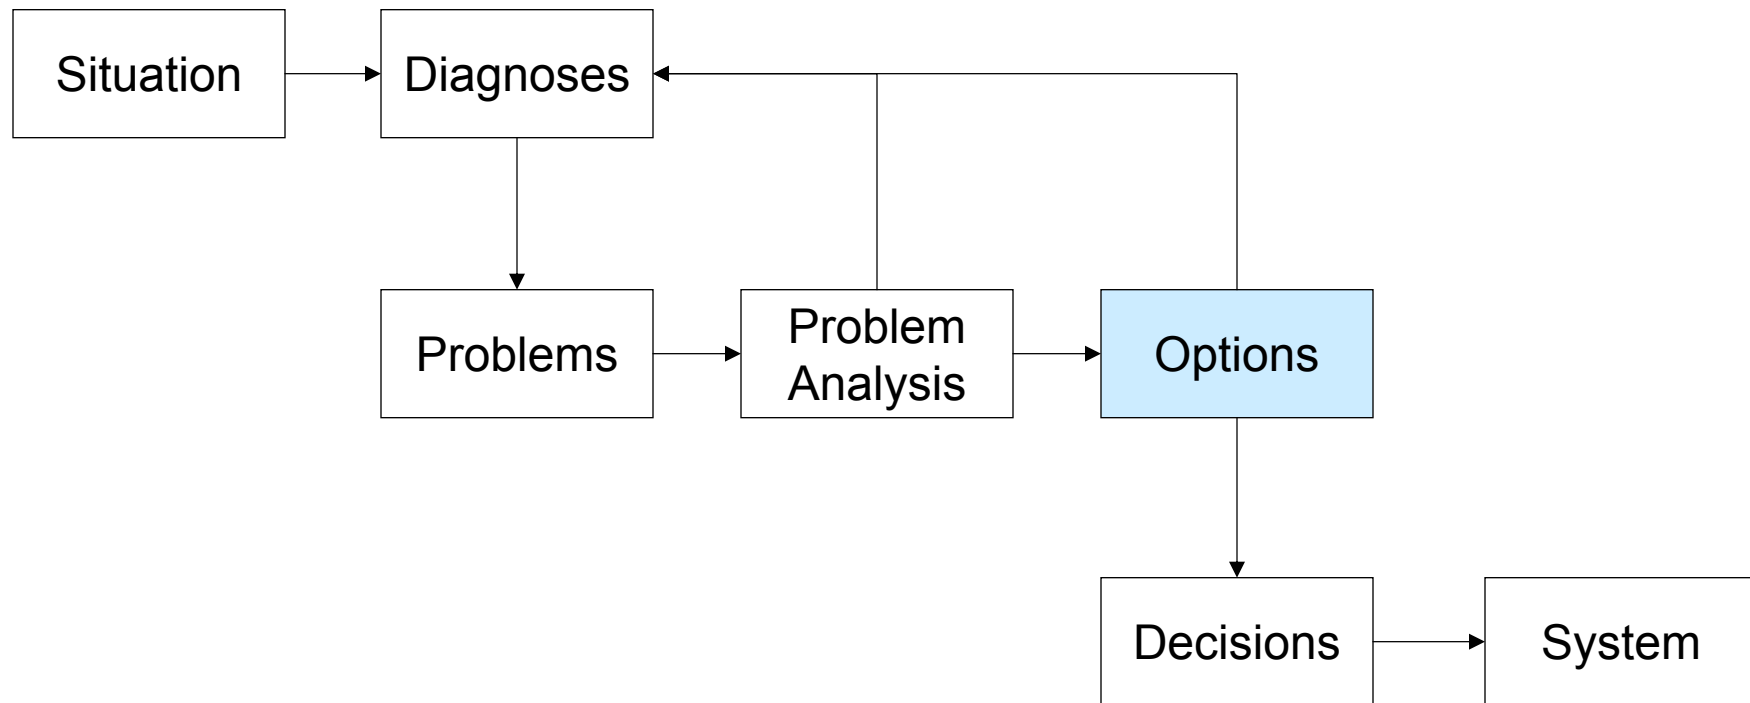 Situation
Diagnoses
Problems
Problem
Analysis
Options
Decisions
System